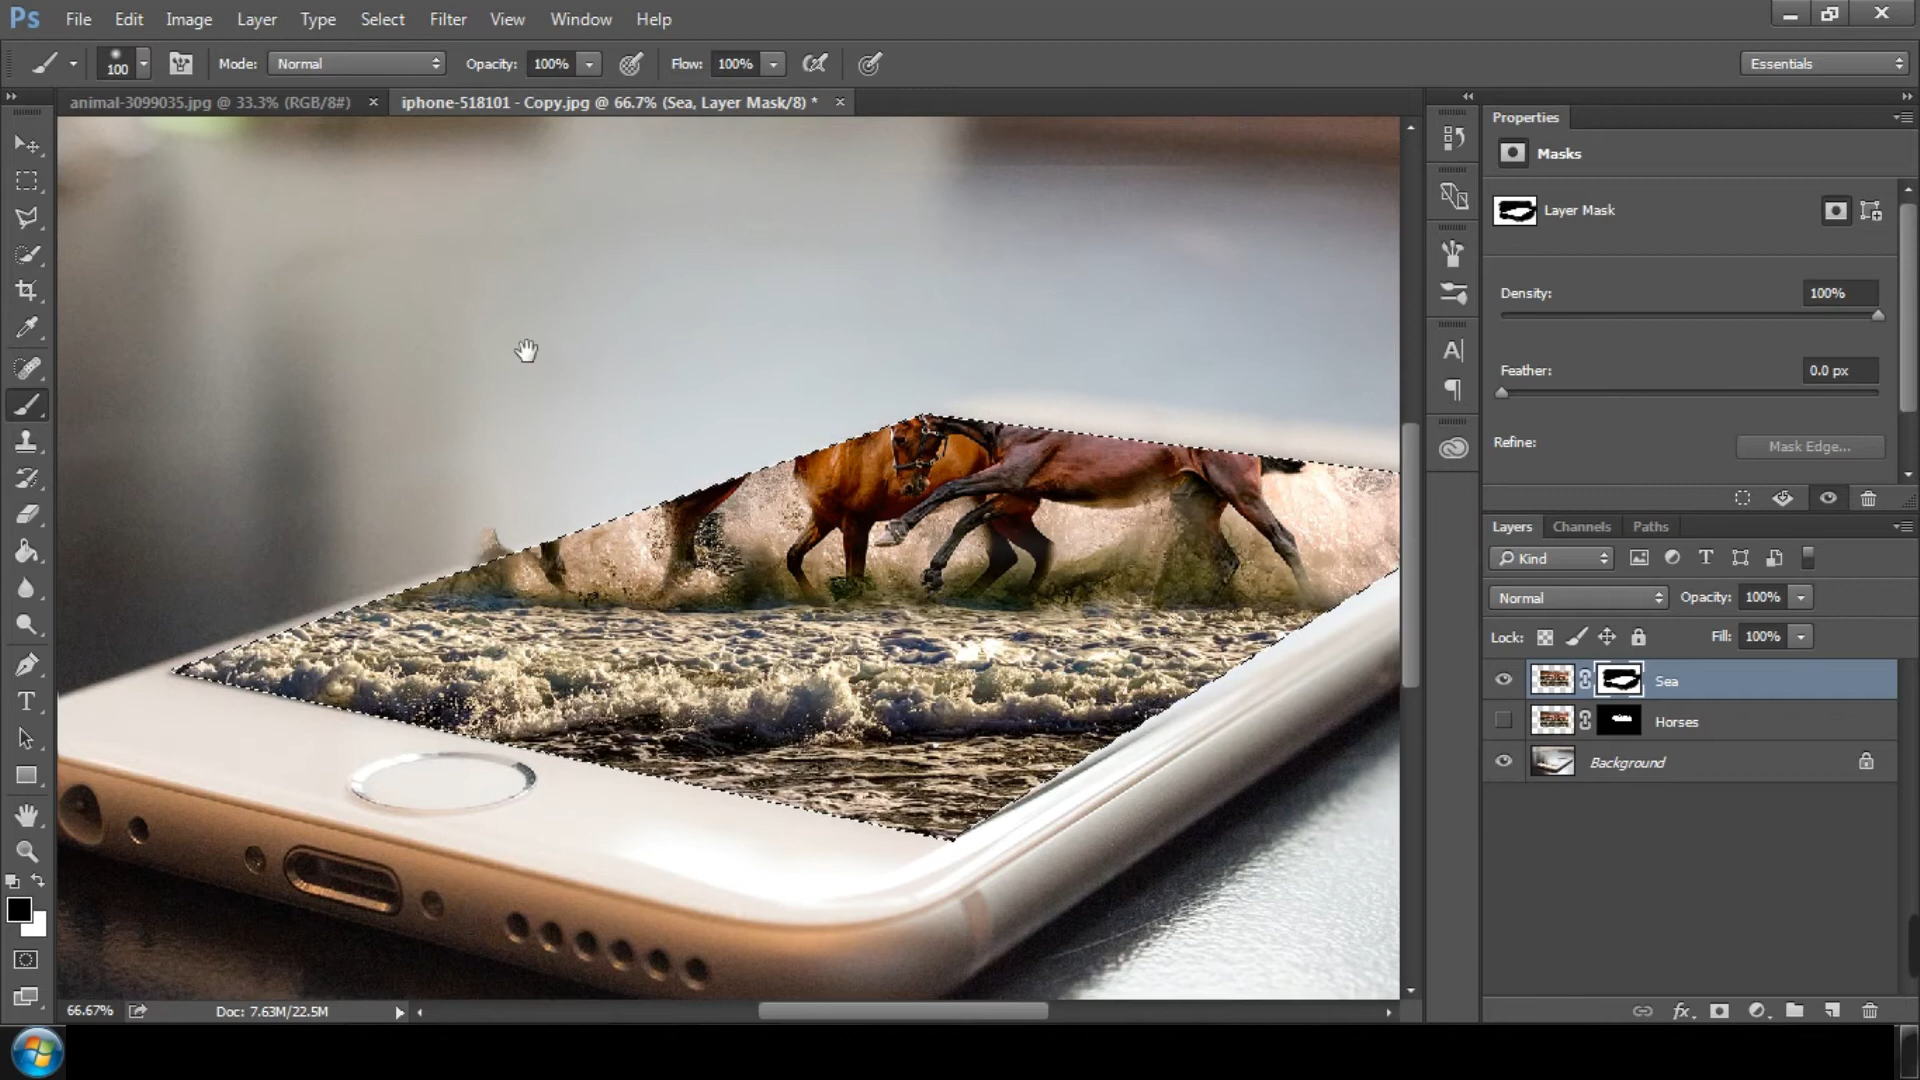 Ps File Edit Image Layer Type Select Filter View Window Help
100 Mode: Normal Opacity: 100% Flow: 100% Essentials
animal-3099035.jpg @ 33.3% (RGB/8#) × iphone-518101 - Copy.jpg @ 66.7% (Sea, Layer Mask/8) * ×
Properties
Masks
Layer Mask
Density: 100%
Feather: 0.0 px
Refine: Mask Edge...
Layers Channels Paths
Kind
Normal Opacity: 100%
Lock: Fill: 100%
Sea
Horses
Background
66.67% Doc: 7.63M/22.5M